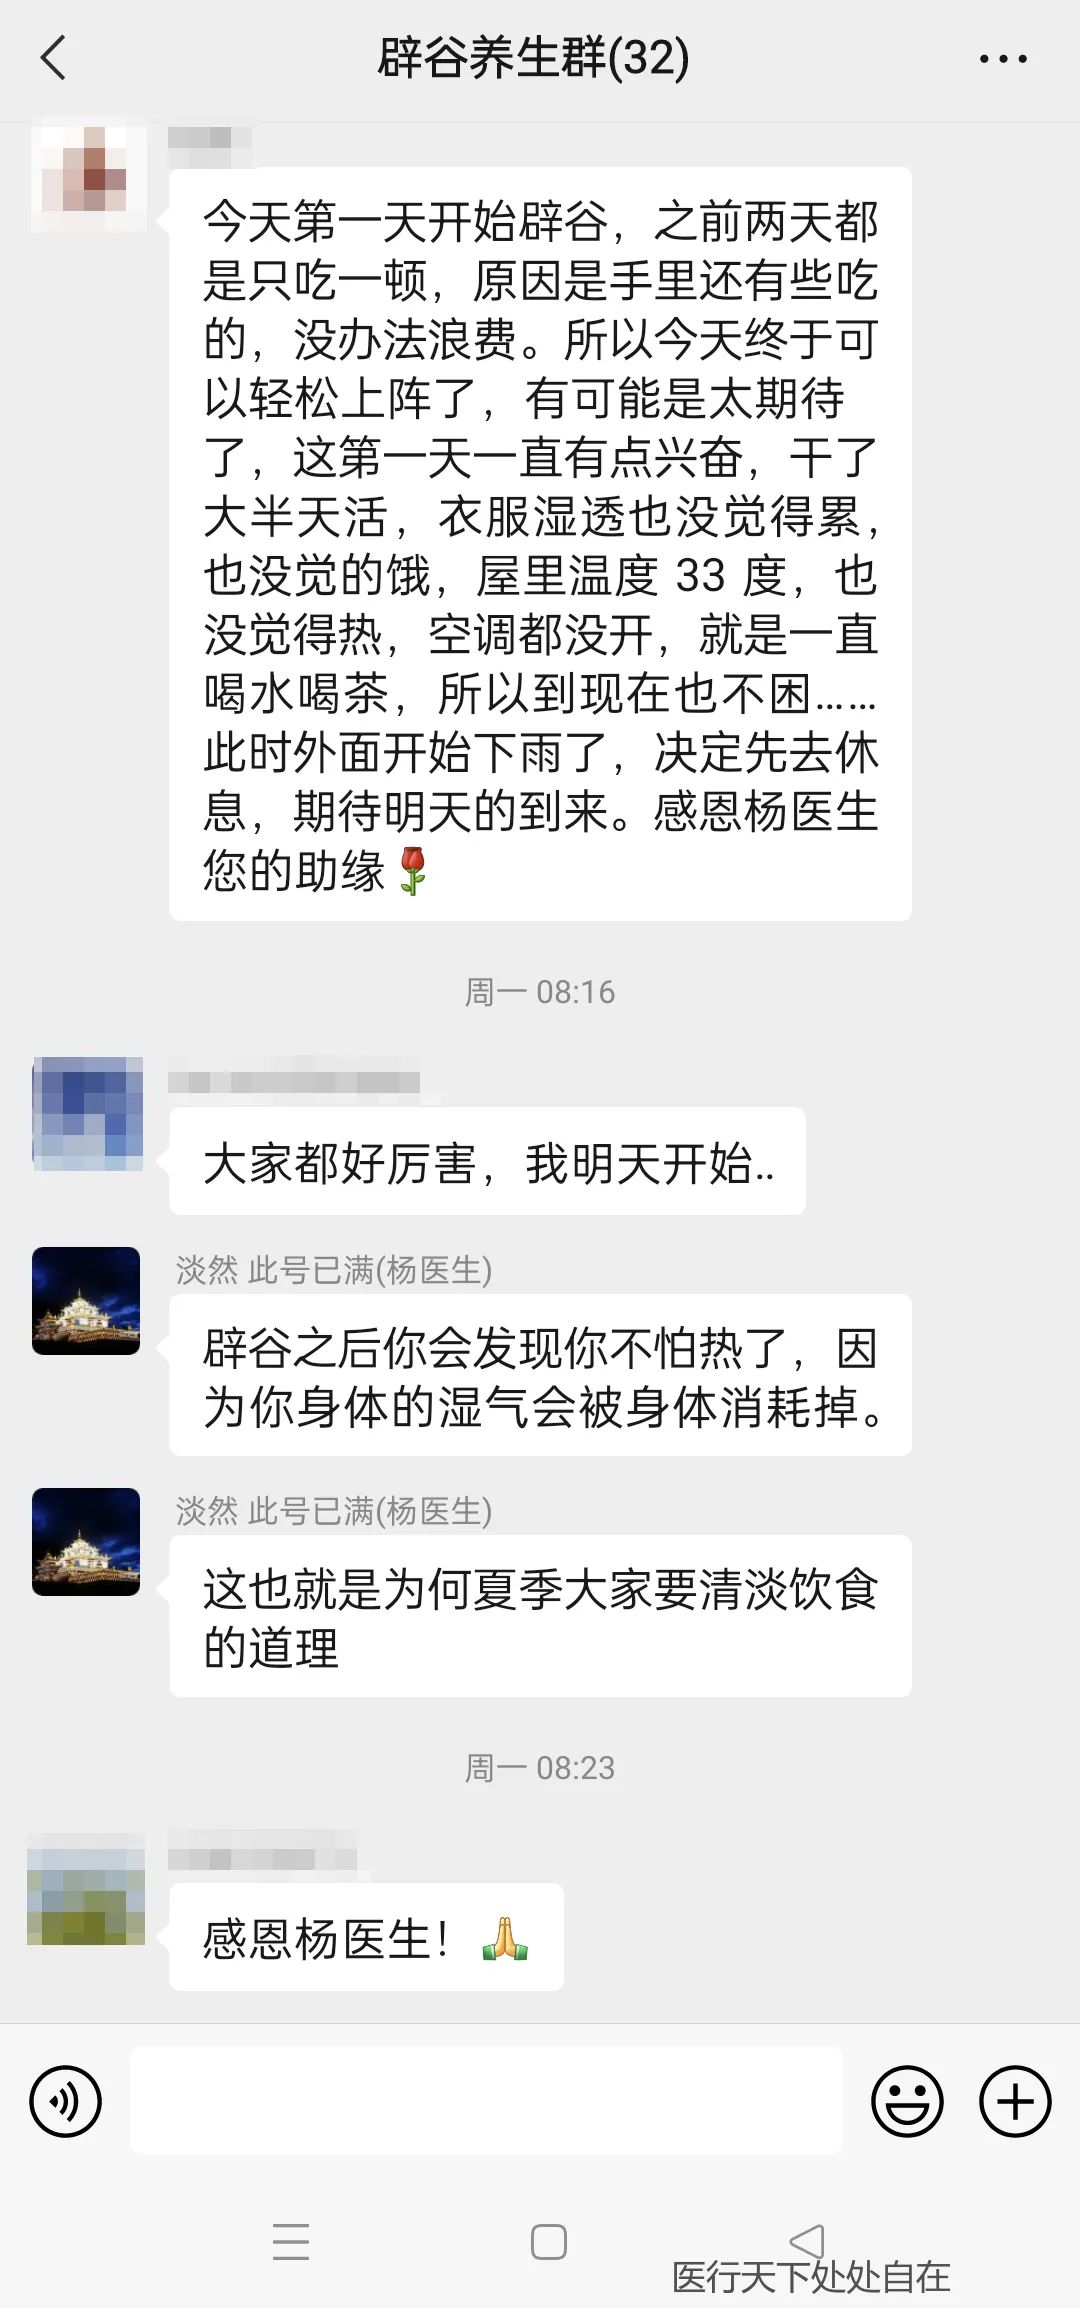 辟谷养生群(32)
今天第一天开始辟谷，之前两天都
是只吃一顿，原因是手里还有些吃
的，没办法浪费。所以今天终于可
以轻松上阵了，有可能是太期待
了，这第一天一直有点兴奋，干了
大半天活，衣服湿透也没觉得累，
也没觉的饿，屋里温度 33 度，也
没觉得热，空调都没开，就是一直
喝水喝茶，所以到现在也不困……
此时外面开始下雨了，决定先去休
息，期待明天的到来。感恩杨医生
您的助缘🌹
周一 08:16
大家都好厉害，我明天开始..
淡然 此号已满(杨医生)
辟谷之后你会发现你不怕热了，因
为你身体的湿气会被身体消耗掉。
淡然 此号已满(杨医生)
这也就是为何夏季大家要清淡饮食
的道理
周一 08:23
感恩杨医生！🙏
医行天下处处自在